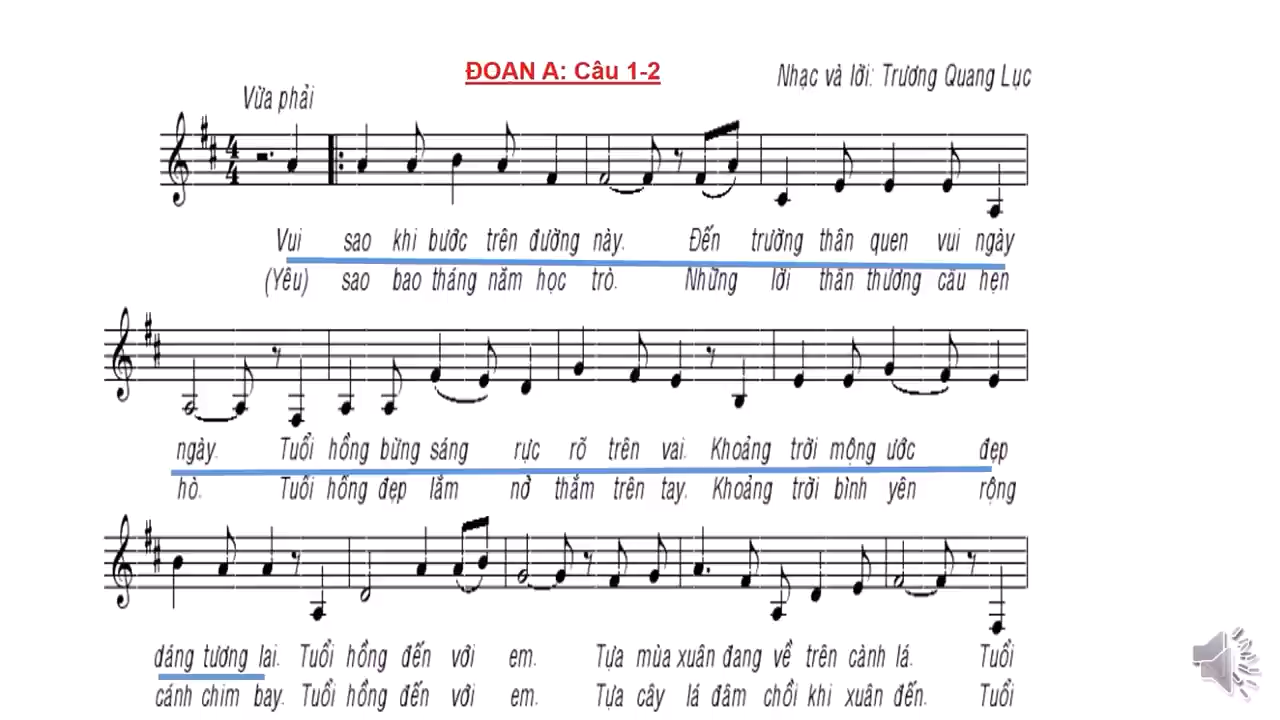 ĐOẠN A: Câu 1-2
Nhạc và lời: Trương Quang Lục
Vừa phải
4
4
Vui sao khi bước trên đường này. Đến trường thân quen vui ngày
(Yêu) sao bao tháng năm học trò. Những lời thân thương câu hẹn
ngày. Tuổi hồng bừng sáng rực rỡ trên vai. Khoảng trời mộng ước đẹp
hò. Tuổi hồng đẹp lắm nở thắm trên tay. Khoảng trời bình yên rộng
dáng tương lai. Tuổi hồng đến với em. Tựa mùa xuân đang về trên cành lá. Tuổi
cánh chim bay. Tuổi hồng đến với em. Tựa cây lá đâm chồi khi xuân đến. Tuổi